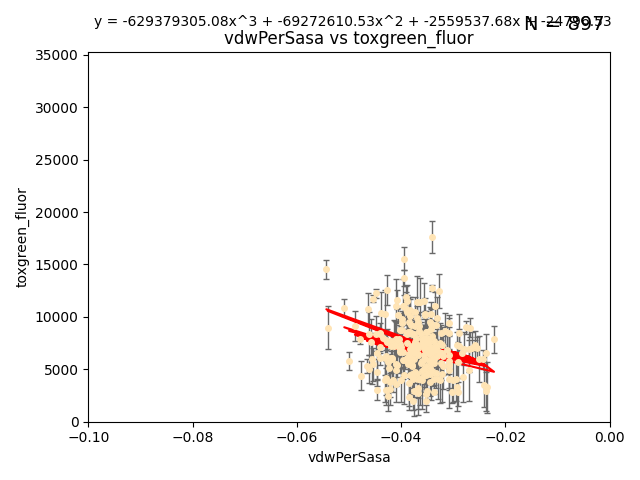 y = -629379305.08x^3 + -69272610.53x^2 + -2559537.68x +
N = 897
vdwPerSasa vs toxgreen_fluor
35000
30000
25000
20000
15000
10000
5000
0
toxgreen_fluor
−0.10
−0.08
−0.06
−0.04
−0.02
0.00
vdwPerSasa